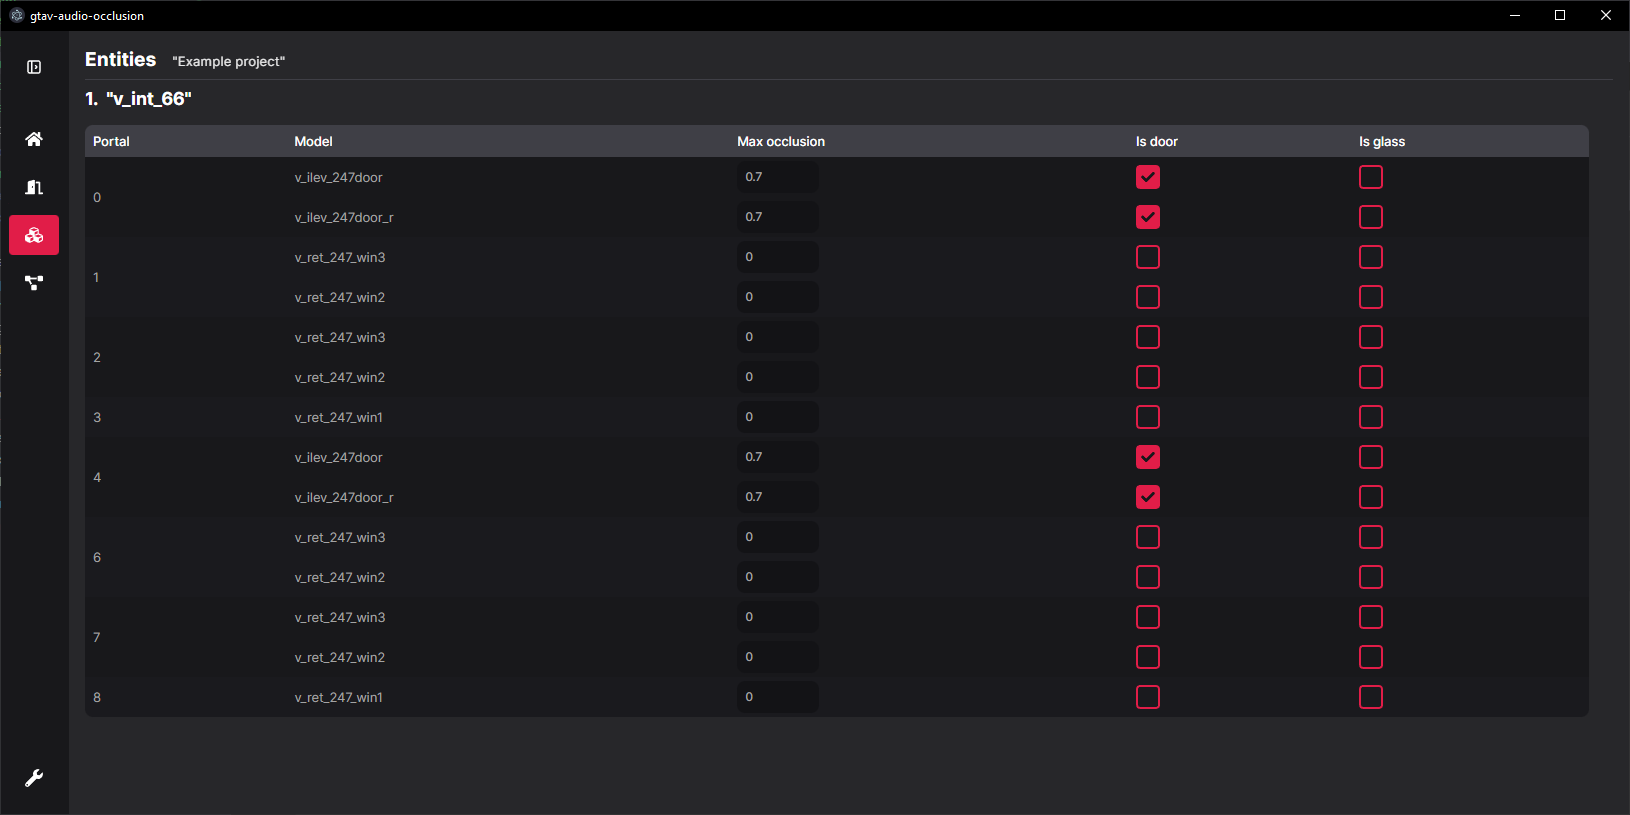 gtav-audio-occlusion
Entities "Example project"
1. "v_int_66"
Portal Model Max occlusion Is door Is glass
0
v_ilev_247door 0.7
v_ilev_247door_r 0.7
1
v_ret_247_win3 0
v_ret_247_win2 0
2
v_ret_247_win3 0
v_ret_247_win2 0
3 v_ret_247_win1 0
4
v_ilev_247door 0.7
v_ilev_247door_r 0.7
6
v_ret_247_win3 0
v_ret_247_win2 0
7
v_ret_247_win3 0
v_ret_247_win2 0
8 v_ret_247_win1 0